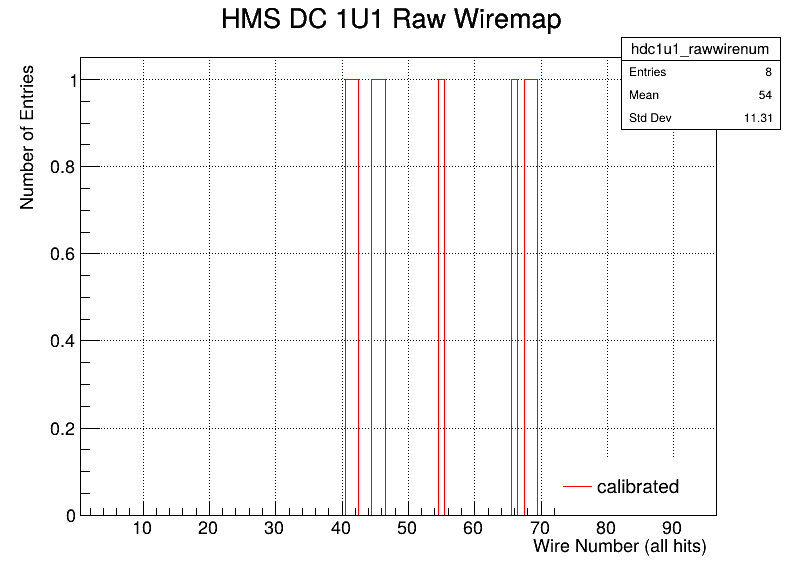 HMS DC 1U1 Raw Wiremap
hdc1u1_rawwirenum
Entries 8
Mean 54
Std Dev 11.31
Number of Entries
1
0.8
0.6
0.4
0.2
0
calibrated
10 20 30 40 50 60 70 80 90
Wire Number (all hits)